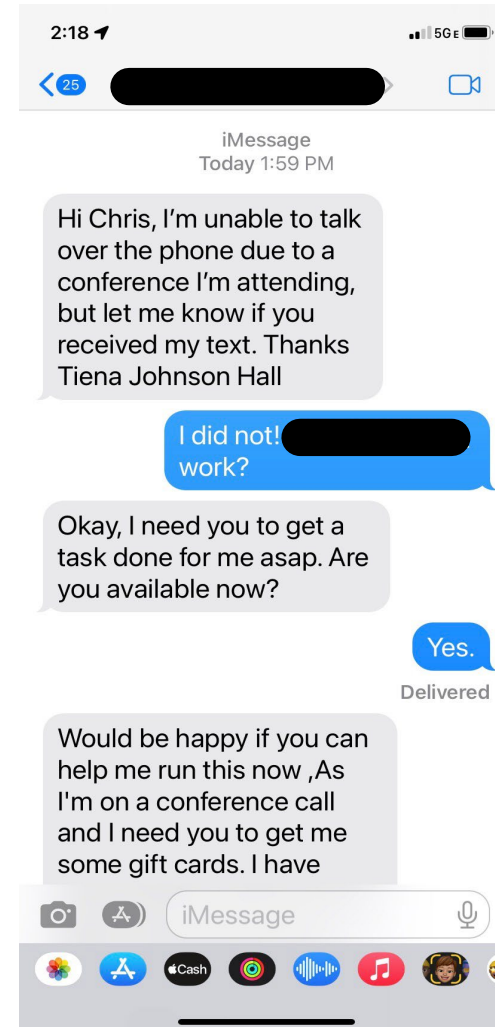 2:18
5G E
25
iMessage
Today 1:59 PM
Hi Chris, I’m unable to talk
over the phone due to a
conference I’m attending,
but let me know if you
received my text. Thanks
Tiena Johnson Hall
I did not!
work?
Okay, I need you to get a
task done for me asap. Are
you available now?
Yes.
Delivered
Would be happy if you can
help me run this now ,As
I'm on a conference call
and I need you to get me
some gift cards. I have
iMessage
Cash